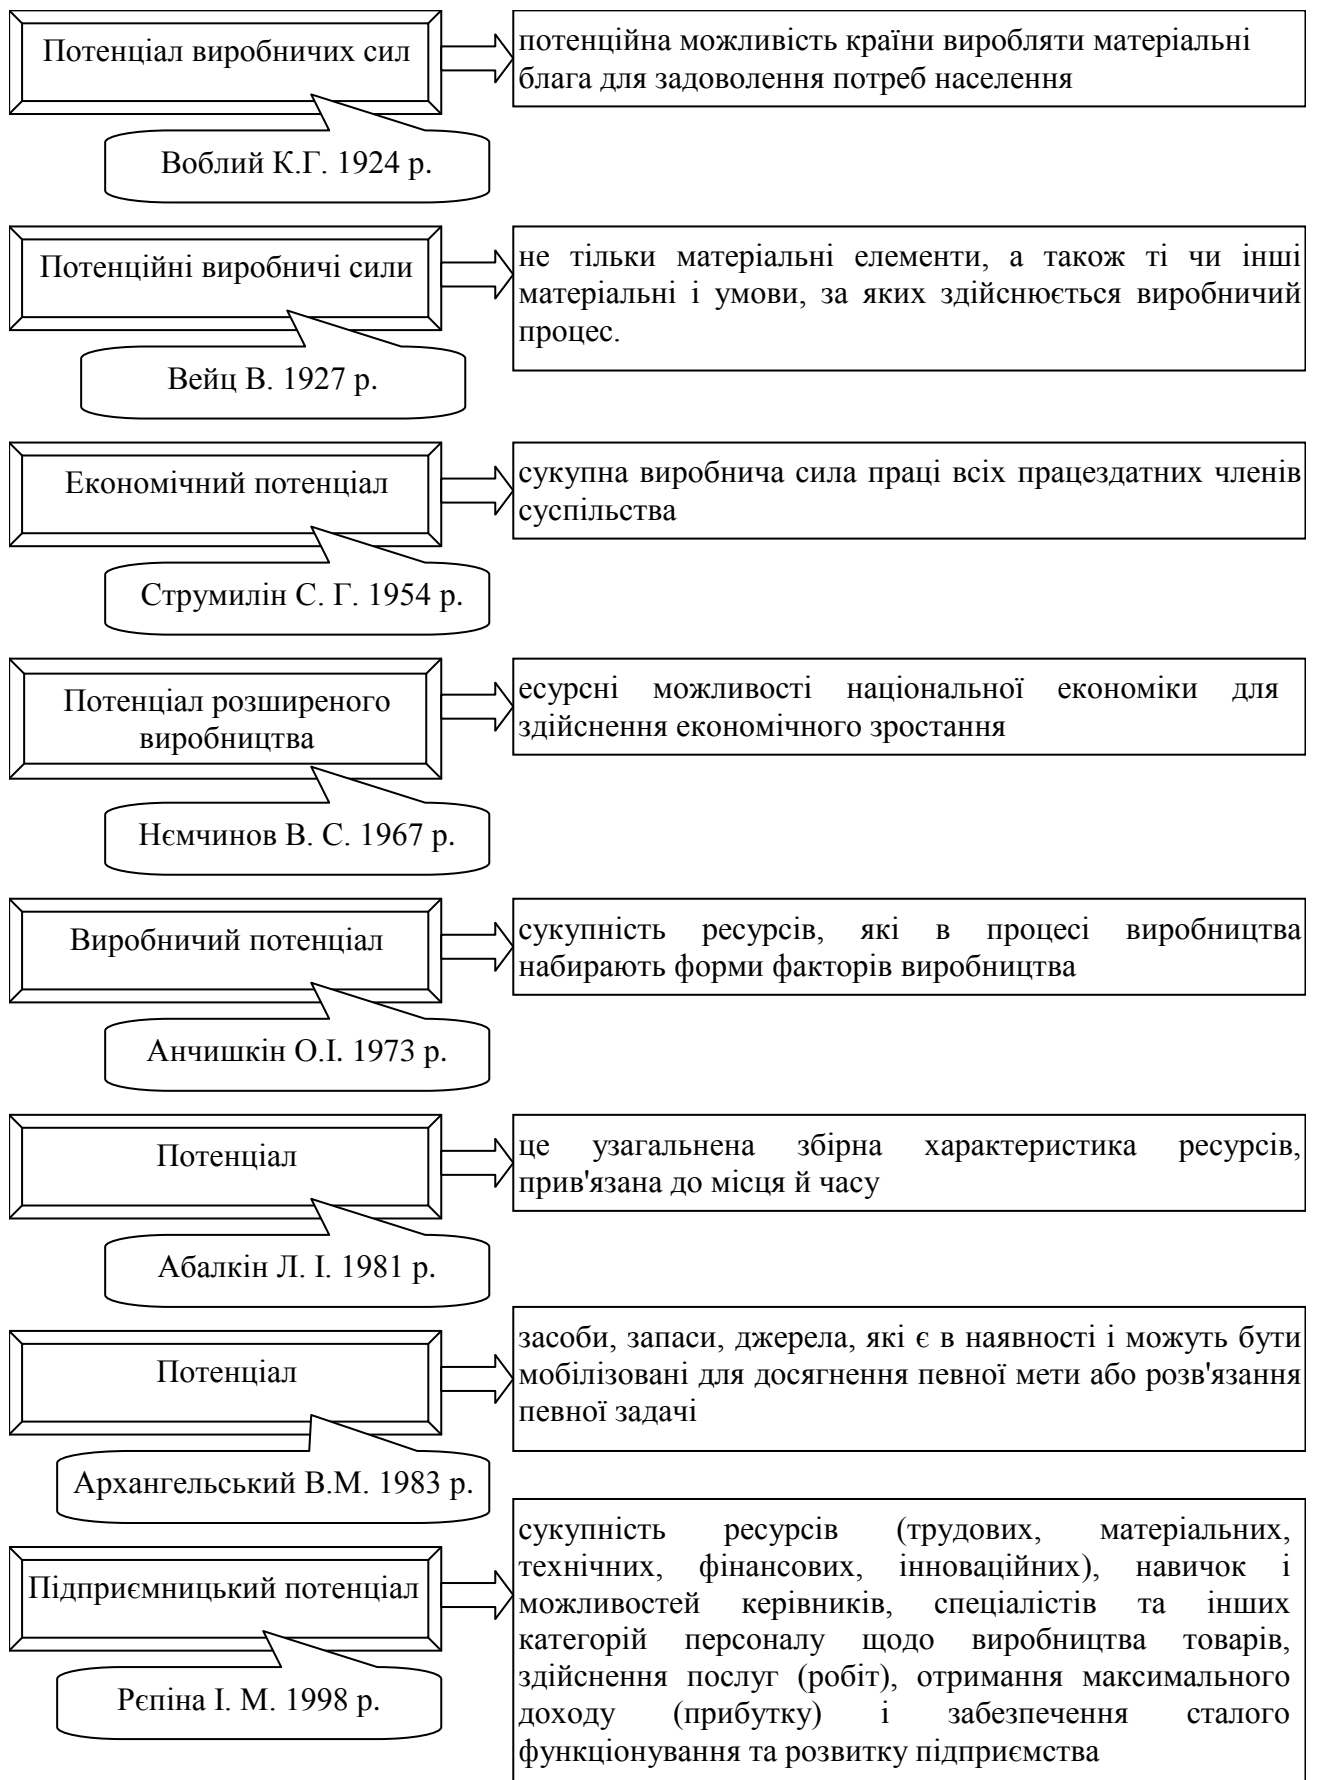 Потенціал виробничих сил
потенційна можливість країни виробляти матеріальні
блага для задоволення потреб населення
Воблий К.Г. 1924 р.
Потенційні виробничі сили
не тільки матеріальні елементи, а також ті чи інші
матеріальні і умови, за яких здійснюється виробничий
процес.
Вейц В. 1927 р.
Економічний потенціал
сукупна виробнича сила праці всіх працездатних членів
суспільства
Струмилін С. Г. 1954 р.
Потенціал розширеного
виробництва
есурсні можливості національної економіки для
здійснення економічного зростання
Нємчинов В. С. 1967 р.
Виробничий потенціал
сукупність ресурсів, які в процесі виробництва
набирають форми факторів виробництва
Анчишкін О.І. 1973 р.
Потенціал
це узагальнена збірна характеристика ресурсів,
прив'язана до місця й часу
Абалкін Л. І. 1981 р.
Потенціал
засоби, запаси, джерела, які є в наявності і можуть бути
мобілізовані для досягнення певної мети або розв'язання
певної задачі
Архангельський В.М. 1983 р.
Підприємницький потенціал
сукупність ресурсів (трудових, матеріальних,
технічних, фінансових, інноваційних), навичок і
можливостей керівників, спеціалістів та інших
категорій персоналу щодо виробництва товарів,
здійснення послуг (робіт), отримання максимального
доходу (прибутку) і забезпечення сталого
функціонування та розвитку підприємства
Рєпіна І. М. 1998 р.